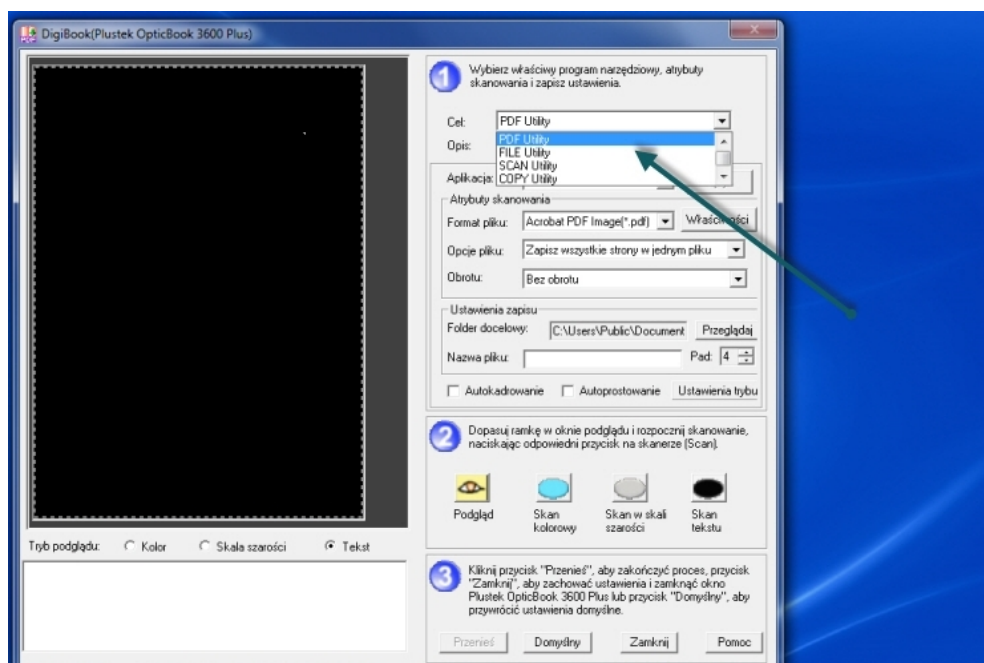 DigiBook(Plustek OpticBook 3600 Plus)
1
Wybierz właściwy program narzędziowy, atrybuty
skanowania i zapisz ustawienia.
Cel: PDF Utility
Opis:
PDF Utility
FILE Utility
SCAN Utility
COPY Utility
Aplikacja:
Atrybuty skanowania
Format pliku: Acrobat PDF Image(*.pdf) Właściwości
Opcje pliku: Zapisz wszystkie strony w jednym pliku
Obrotu: Bez obrotu
Ustawienia zapisu
Folder docelowy: C:\Users\Public\Document Przeglądaj
Nazwa pliku: Pad: 4
Autokadrowanie Autoprostowanie Ustawienia trybu
2
Dopasuj ramkę w oknie podglądu i rozpocznij skanowanie,
naciskając odpowiedni przycisk na skanerze (Scan).
Podgląd Skan kolorowy Skan w skali szarości Skan tekstu
Tryb podglądu: Kolor Skala szarości Tekst
3
Kliknij przycisk "Przenieś", aby zakończyć proces, przycisk
"Zamknij", aby zachować ustawienia i zamknąć okno
Plustek OpticBook 3600 Plus lub przycisk "Domyślny", aby
przywrócić ustawienia domyślne.
Przenieś Domyślny Zamknij Pomoc